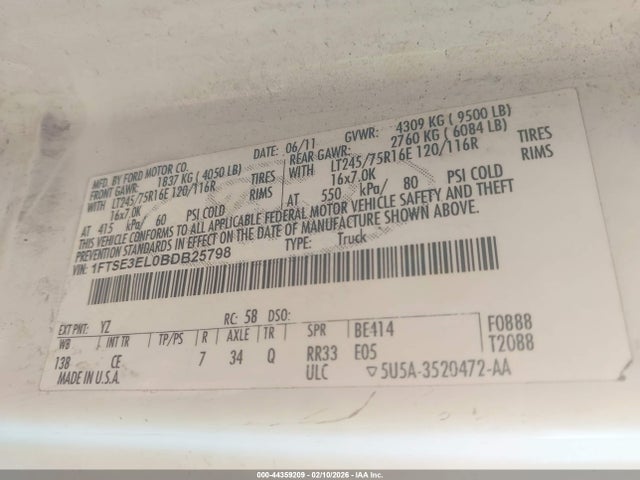 MFD. BY FORD MOTOR CO. DATE: 06/11 GVWR: 4309 KG ( 9500 LB)
FRONT GAWR: 1837 KG ( 4050 LB) REAR GAWR: 2760 KG ( 6084 LB)
WITH LT245/75R16E 120/116R TIRES WITH LT245/75R16E 120/116R TIRES
16x7.0K RIMS 16x7.0K RIMS
AT 415 kPa/ 60 PSI COLD AT 550 kPa/ 80 PSI COLD
THIS VEHICLE CONFORMS TO ALL APPLICABLE FEDERAL MOTOR VEHICLE SAFETY AND THEFT
PREVENTION STANDARDS IN EFFECT ON THE DATE OF MANUFACTURE SHOWN ABOVE.
VIN: 1FTSE3EL0BDB25798 TYPE: Truck
EXT PNT: YZ RC: 58 DSO:
WB INT TR TP/PS R AXLE TR SPR BE414 F0888
138 CE 7 34 Q RR33 E05 T2088
MADE IN U.S.A. ULC ▽5U5A-3520472-AA
000-44359209 - 02/10/2026 - IAA Inc.